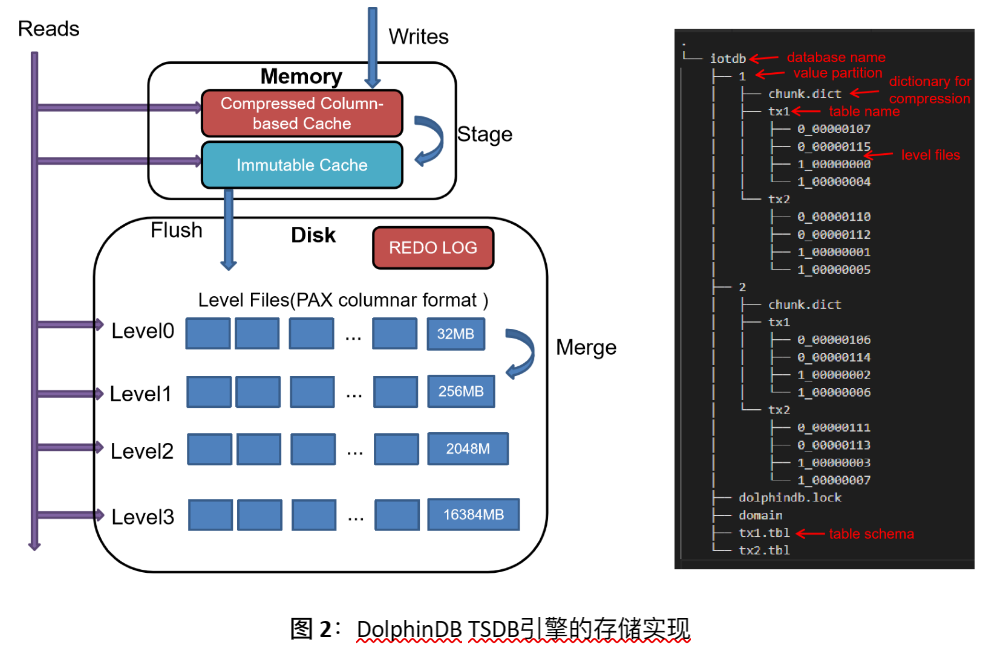 Reads
Writes
Memory
Compressed Column-
based Cache
Stage
Immutable Cache
Flush
Disk
REDO LOG
Level Files(PAX columnar format )
Level0
...
32MB
Merge
Level1
...
256MB
Level2
...
2048M
Level3
...
16384MB
.
└── iotdb
database name
├── 1
value partition
├── chunk.dict
dictionary for
compression
├── tx1
table name
├── 0_00000107
├── 0_00000115
├── 1_00000000
level files
└── 1_00000004
└── tx2
├── 0_00000110
├── 0_00000112
├── 1_00000001
└── 1_00000005
├── 2
├── chunk.dict
├── tx1
├── 0_00000106
├── 0_00000114
├── 1_00000002
└── 1_00000006
└── tx2
├── 0_00000111
├── 0_00000113
├── 1_00000003
└── 1_00000007
├── dolphindb.lock
├── domain
├── tx1.tbl
table schema
└── tx2.tbl
图 2：DolphinDB TSDB引擎的存储实现